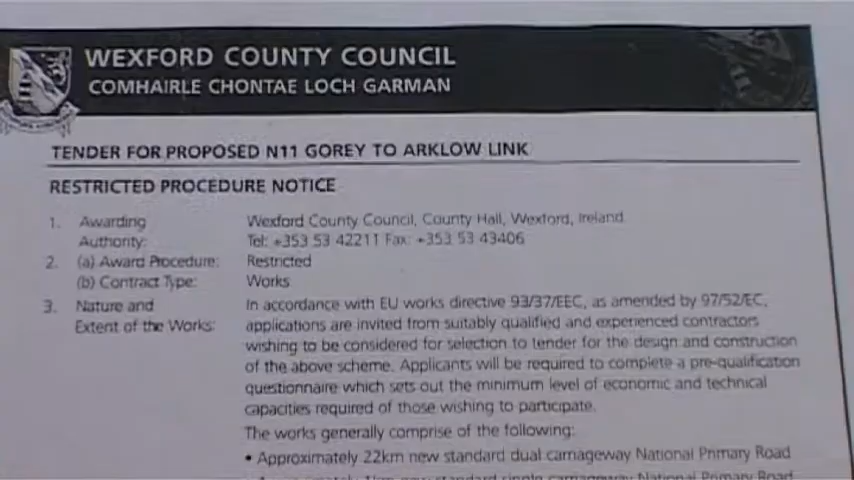 WEXFORD COUNTY COUNCIL
COMHAIRLE CHONTAE LOCH GARMAN
TENDER FOR PROPOSED N11 GOREY TO ARKLOW LINK
RESTRICTED PROCEDURE NOTICE
1. Awarding Authority: Wexford County Council, County Hall, Wexford, Ireland.
Tel: +353 53 42211 Fax: +353 53 43406
2. (a) Award Procedure: Restricted
(b) Contract Type: Works
3. Nature and Extent of the Works: In accordance with EU works directive 93/37/EEC, as amended by 97/52/EC,
applications are invited from suitably qualified and experienced contractors
wishing to be considered for selection to tender for the design and construction
of the above scheme. Applicants will be required to complete a pre-qualification
questionnaire which sets out the minimum level of economic and technical
capacities required of those wishing to participate.
The works generally comprise of the following:
• Approximately 22km new standard dual carriageway National Primary Road
new standard single carriageway National Primary Road